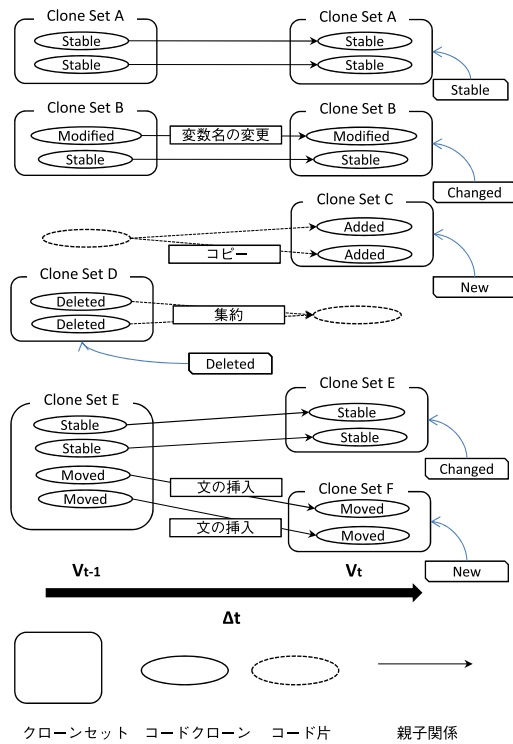 Clone Set A
Clone Set A
Stable
Stable
Stable
Stable
Stable
Clone Set B
Clone Set B
Modified
変数名の変更
Modified
Stable
Stable
Changed
Clone Set C
Added
コピー
Added
New
Clone Set D
Deleted
集約
Deleted
Deleted
Clone Set E
Clone Set E
Stable
Stable
Stable
Stable
Changed
Moved
文の挿入
Clone Set F
Moved
Moved
文の挿入
Moved
New
Vt-1
Vt
Δt
クローンセット
コードクローン
コード片
親子関係